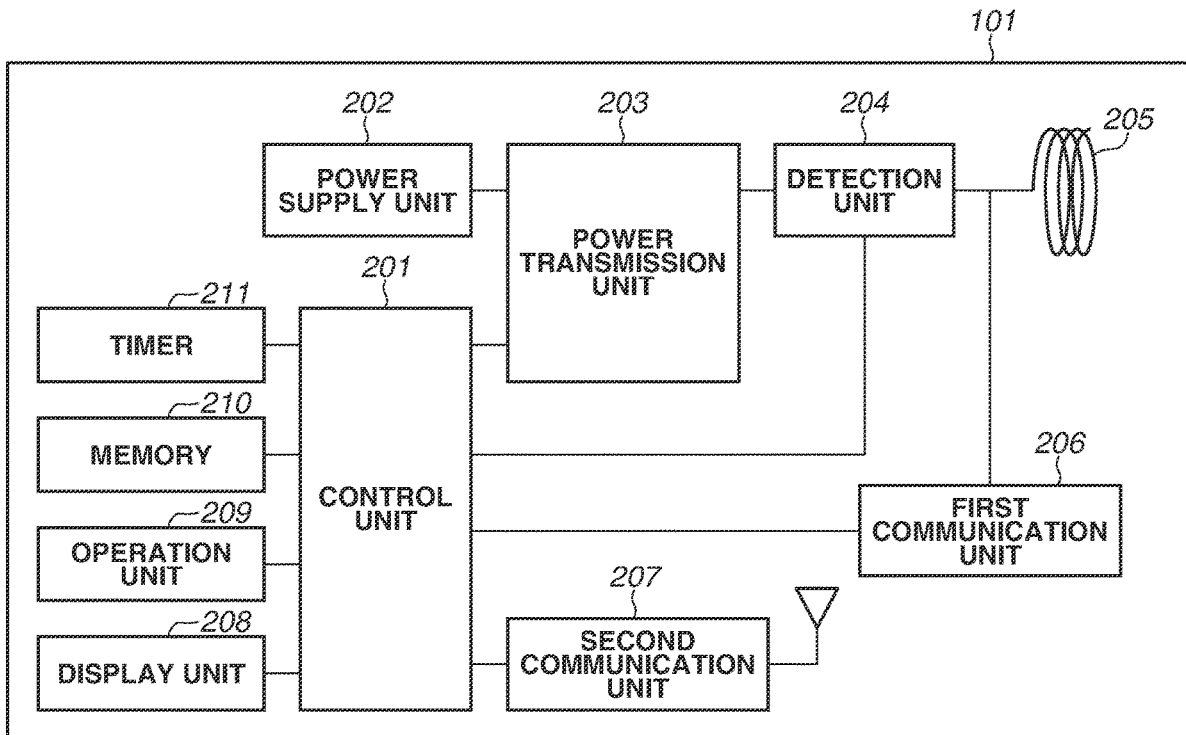 101
202
203
204
205
POWER
SUPPLY UNIT
POWER
TRANSMISSION
UNIT
DETECTION
UNIT
211
201
TIMER
210
MEMORY
CONTROL
UNIT
206
FIRST
COMMUNICATION
UNIT
209
OPERATION
UNIT
207
SECOND
COMMUNICATION
UNIT
208
DISPLAY UNIT